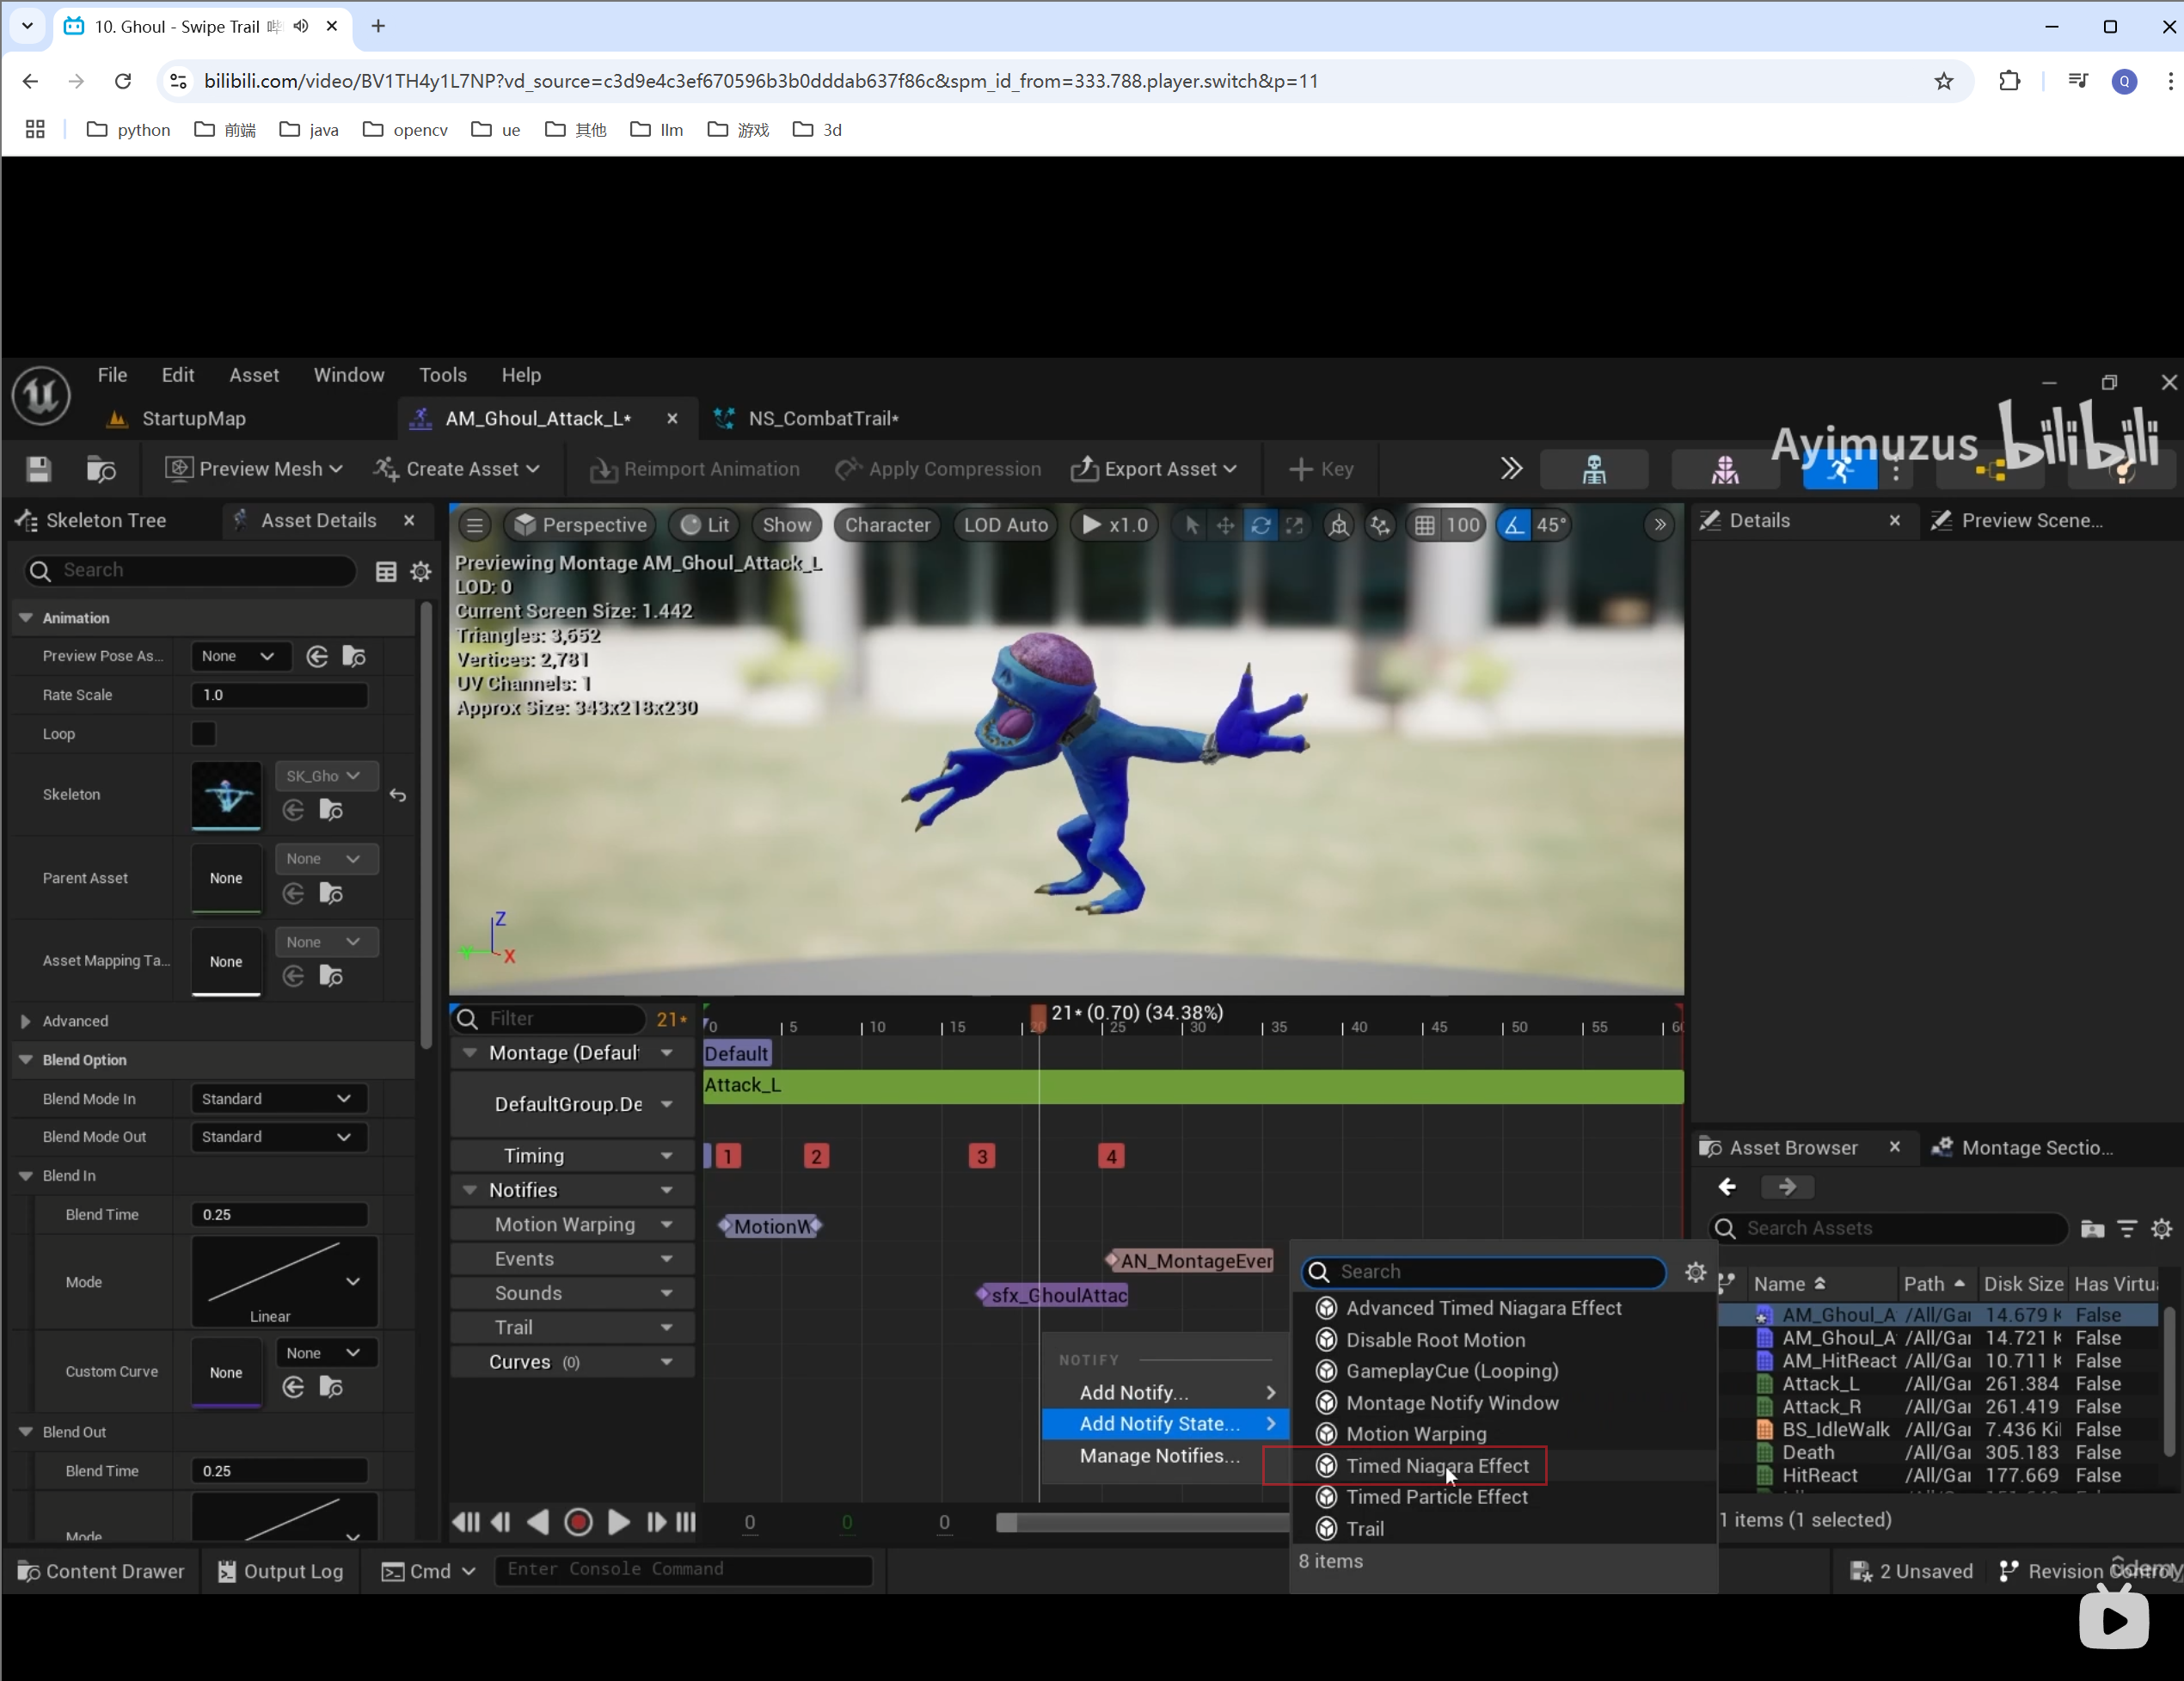 10. Ghoul - Swipe Trail 哔
bilibili.com/video/BV1TH4y1L7NP?vd_source=c3d9e4c3ef670596b3b0dddab637f86c&spm_id_from=333.788.player.switch&p=11
Q
python 前端 java opencv ue 其他 llm 游戏 3d
File Edit Asset Window Tools Help
StartupMap AM_Ghoul_Attack_L* NS_CombatTrail*
Ayimuzus bilibili
Preview Mesh Create Asset Reimport Animation Apply Compression Export Asset Key
Skeleton Tree Asset Details
Perspective Lit Show Character LOD Auto x1.0 100 45°
Details Preview Scene...
Search
Previewing Montage AM_Ghoul_Attack_L
LOD: 0
Current Screen Size: 1.442
Triangles: 3,652
Vertices: 2,781
UV Channels: 1
Approx Size: 343x218x230
Animation
Preview Pose As... None
Rate Scale 1.0
Loop
Skeleton SK_Gho
Parent Asset None None
Asset Mapping Ta... None None
Z
X
Advanced
Blend Option
Blend Mode In Standard
Blend Mode Out Standard
Blend In
Blend Time 0.25
Mode Linear
Custom Curve None None
Blend Out
Blend Time 0.25
Mode
Filter 21*
21* (0.70) (34.38%)
0 5 10 15 20 25 30 35 40 45 50 55 60
Montage (Defaul Default
DefaultGroup.De Attack_L
Timing 1 2 3 4
Notifies
Motion Warping MotionW
Events AN_MontageEver
Sounds sfx_GhoulAttac
Trail
Curves (0)
NOTIFY
Add Notify...
Add Notify State...
Manage Notifies...
Search
Advanced Timed Niagara Effect
Disable Root Motion
GameplayCue (Looping)
Montage Notify Window
Motion Warping
Timed Niagara Effect
Timed Particle Effect
Trail
8 items
0 0 0
Asset Browser Montage Sectio...
Search Assets
Name Path Disk Size Has Virtu
AM_Ghoul_A /All/Gar 14.679 K False
AM_Ghoul_A /All/Gar 14.721 K False
AM_HitReact /All/Gar 10.711 K False
Attack_L /All/Gar 261.384 False
Attack_R /All/Gar 261.419 False
BS_IdleWalk /All/Gar 7.436 Ki False
Death /All/Gar 305.183 False
HitReact /All/Gar 177.669 False
1 items (1 selected)
Content Drawer Output Log Cmd Enter Console Command 2 Unsaved Revision Control
ûdemy